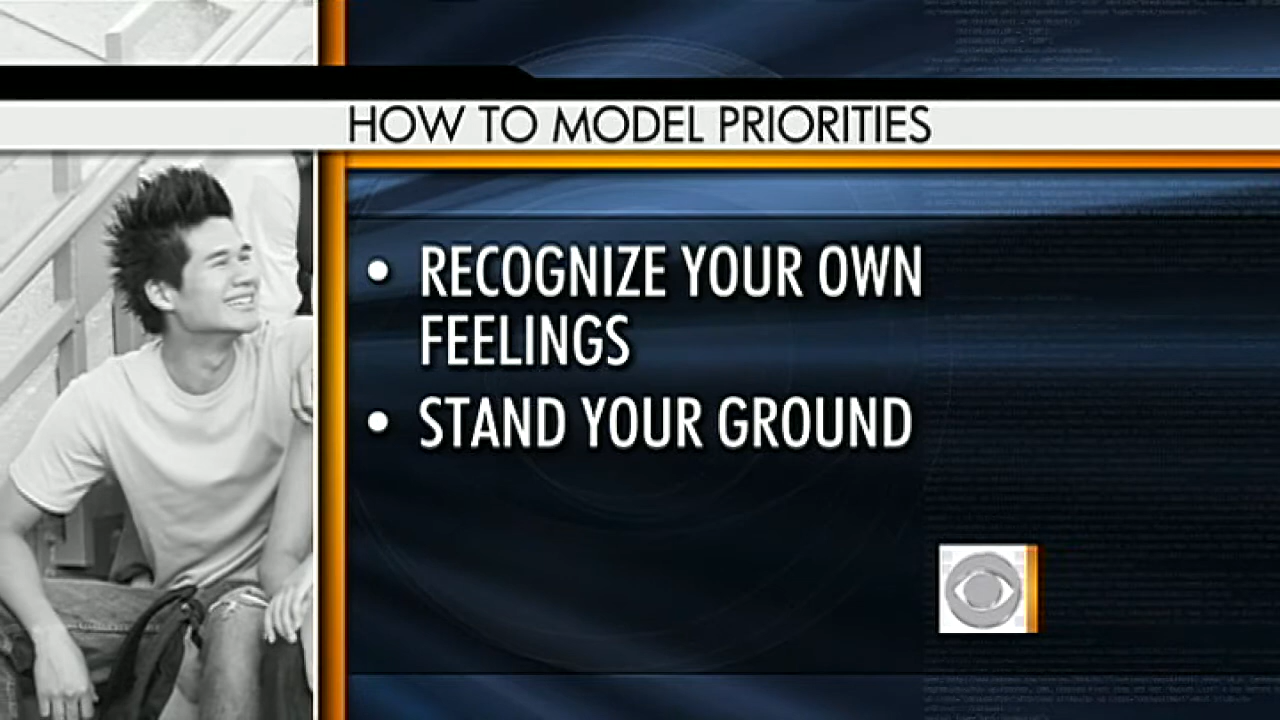 HOW TO MODEL PRIORITIES
• RECOGNIZE YOUR OWN
FEELINGS
• STAND YOUR GROUND